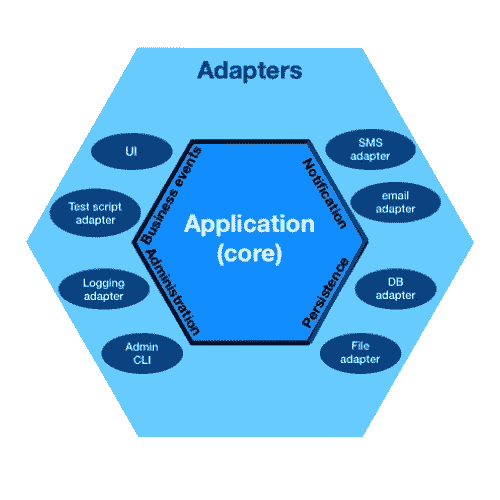 Adapters
UI
Test script
adapter
Logging
adapter
Admin
CLI
Business events
Administration
Application
(core)
Notification
Persistence
SMS
adapter
email
adapter
DB
adapter
File
adapter